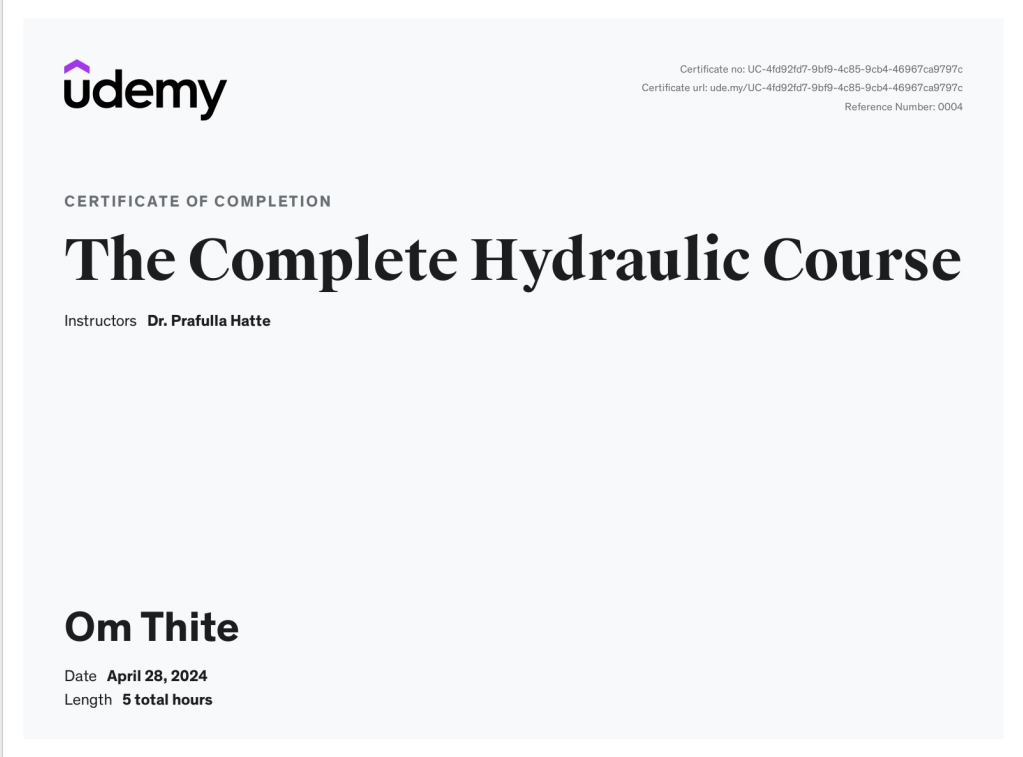 udemy
Certificate no: UC-4fd92fd7-9bf9-4c85-9cb4-46967ca9797c
Certificate url: ude.my/UC-4fd92fd7-9bf9-4c85-9cb4-46967ca9797c
Reference Number: 0004
CERTIFICATE OF COMPLETION
The Complete Hydraulic Course
Instructors Dr. Prafulla Hatte
Om Thite
Date April 28, 2024
Length 5 total hours